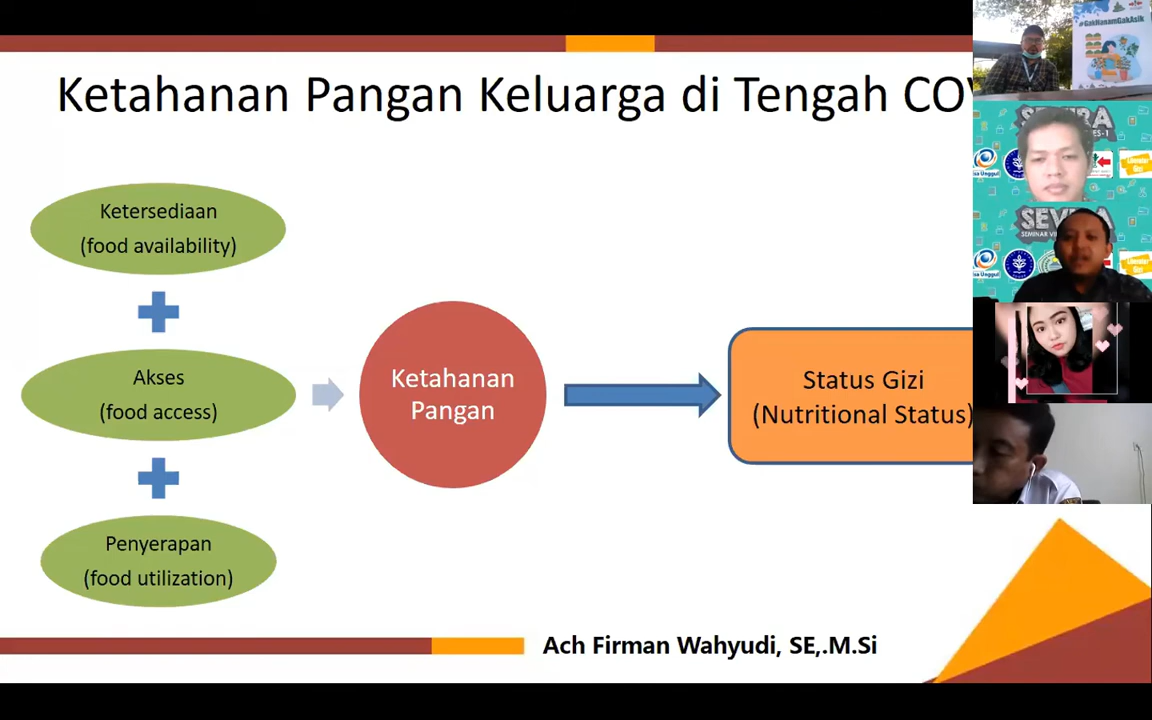 Ketahanan Pangan Keluarga di Tengah CO
#GakNanamGakAsik
Ketersediaan
(food availability)
Akses
(food access)
Penyerapan
(food utilization)
Ketahanan
Pangan
Status Gizi
(Nutritional Status)
Ach Firman Wahyudi, SE,.M.Si